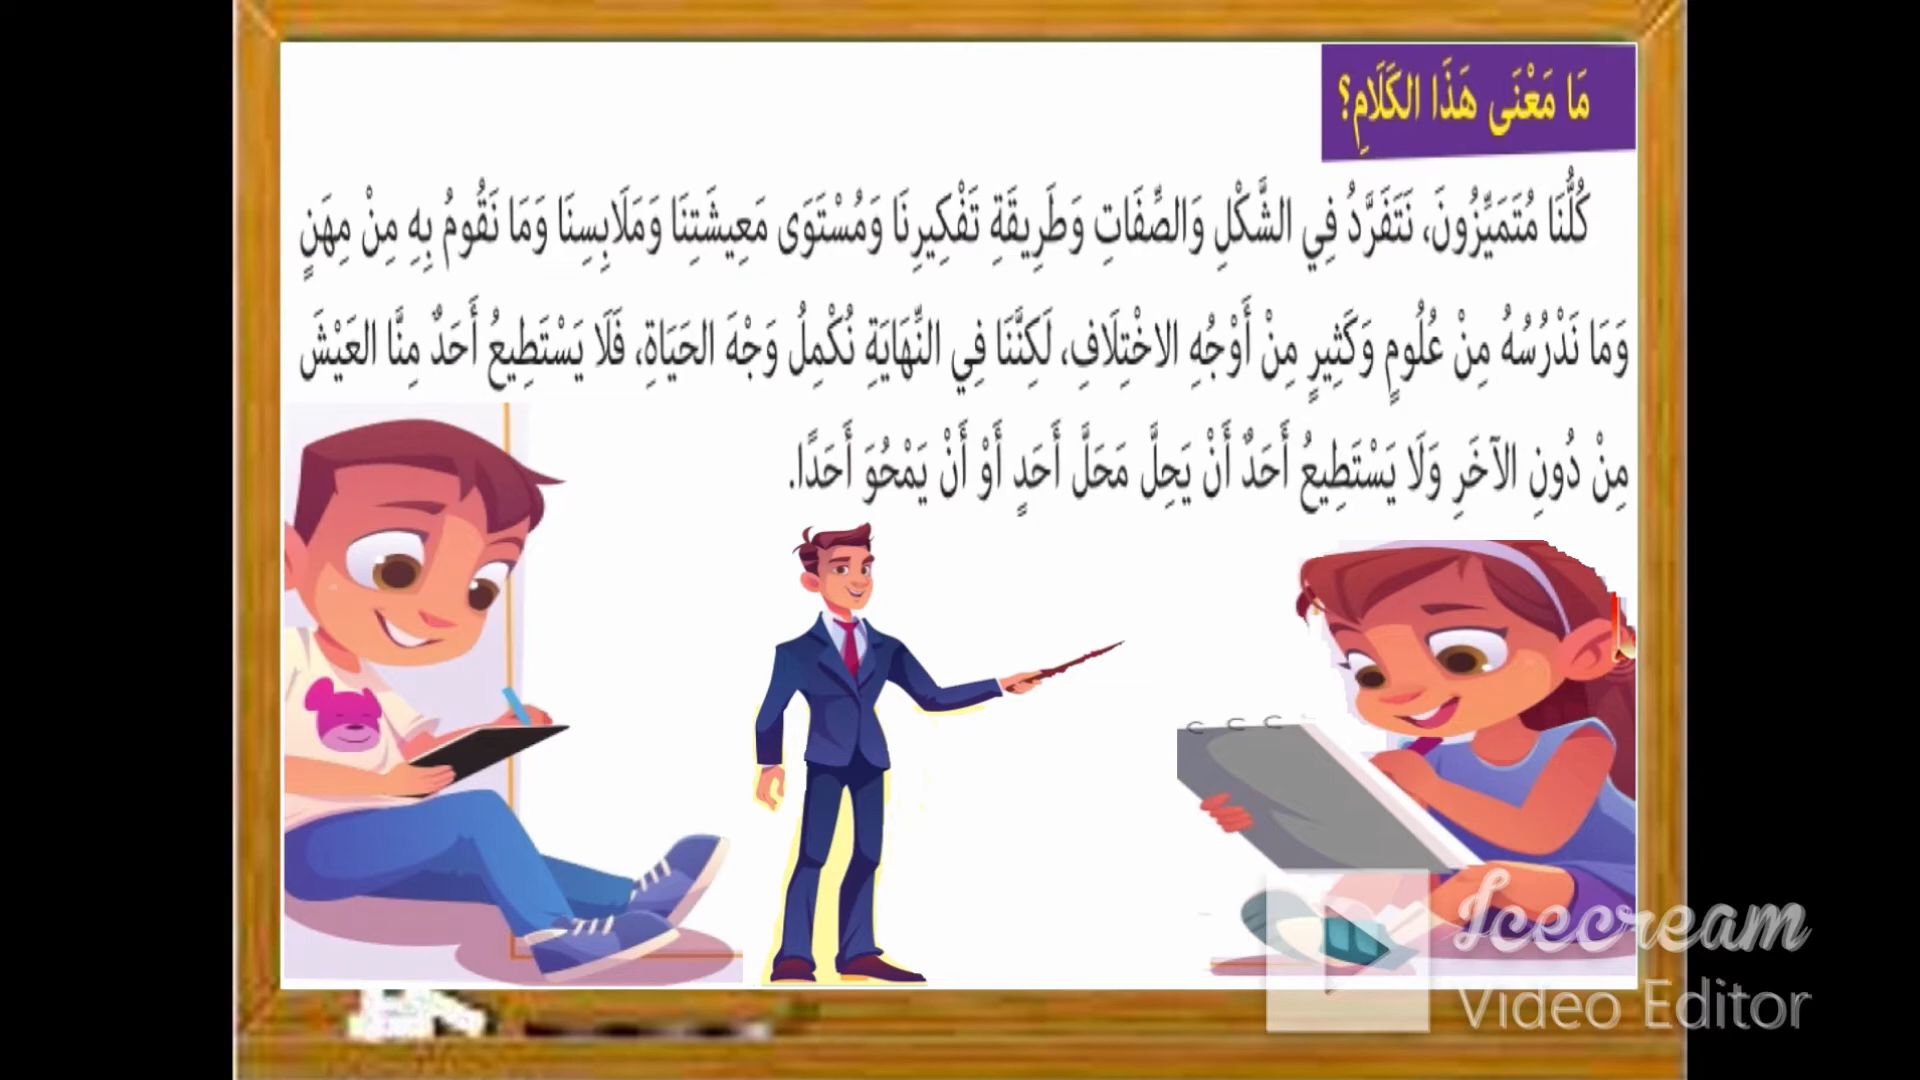 مَا مَعْنَى هَذَا الكَلَامِ؟
كُلُّنَا مُتَمَيِّزُونَ، نَتَفَرَّدُ فِي الشَّكْلِ وَالصِّفَاتِ وَطَرِيقَةِ تَفْكِيرِنَا وَمُسْتَوَى مَعِيشَتِنَا وَمَلَابِسِنَا وَمَا نَقُومُ بِهِ مِنْ مِهَنٍ
وَمَا نَدْرُسُهُ مِنْ عُلُومٍ وَكَثِيرٍ مِنْ أَوْجُهِ الاخْتِلَافِ، لَكِنَّنَا فِي النِّهَايَةِ نُكْمِلُ وَجْهَ الحَيَاةِ، فَلَا يَسْتَطِيعُ أَحَدٌ مِنَّا العَيْشَ
مِنْ دُونِ الآخَرِ وَلَا يَسْتَطِيعُ أَحَدٌ أَنْ يَحِلَّ مَحَلَّ أَحَدٍ أَوْ أَنْ يَمْحُوَ أَحَدًا.
Icecream
Video Editor